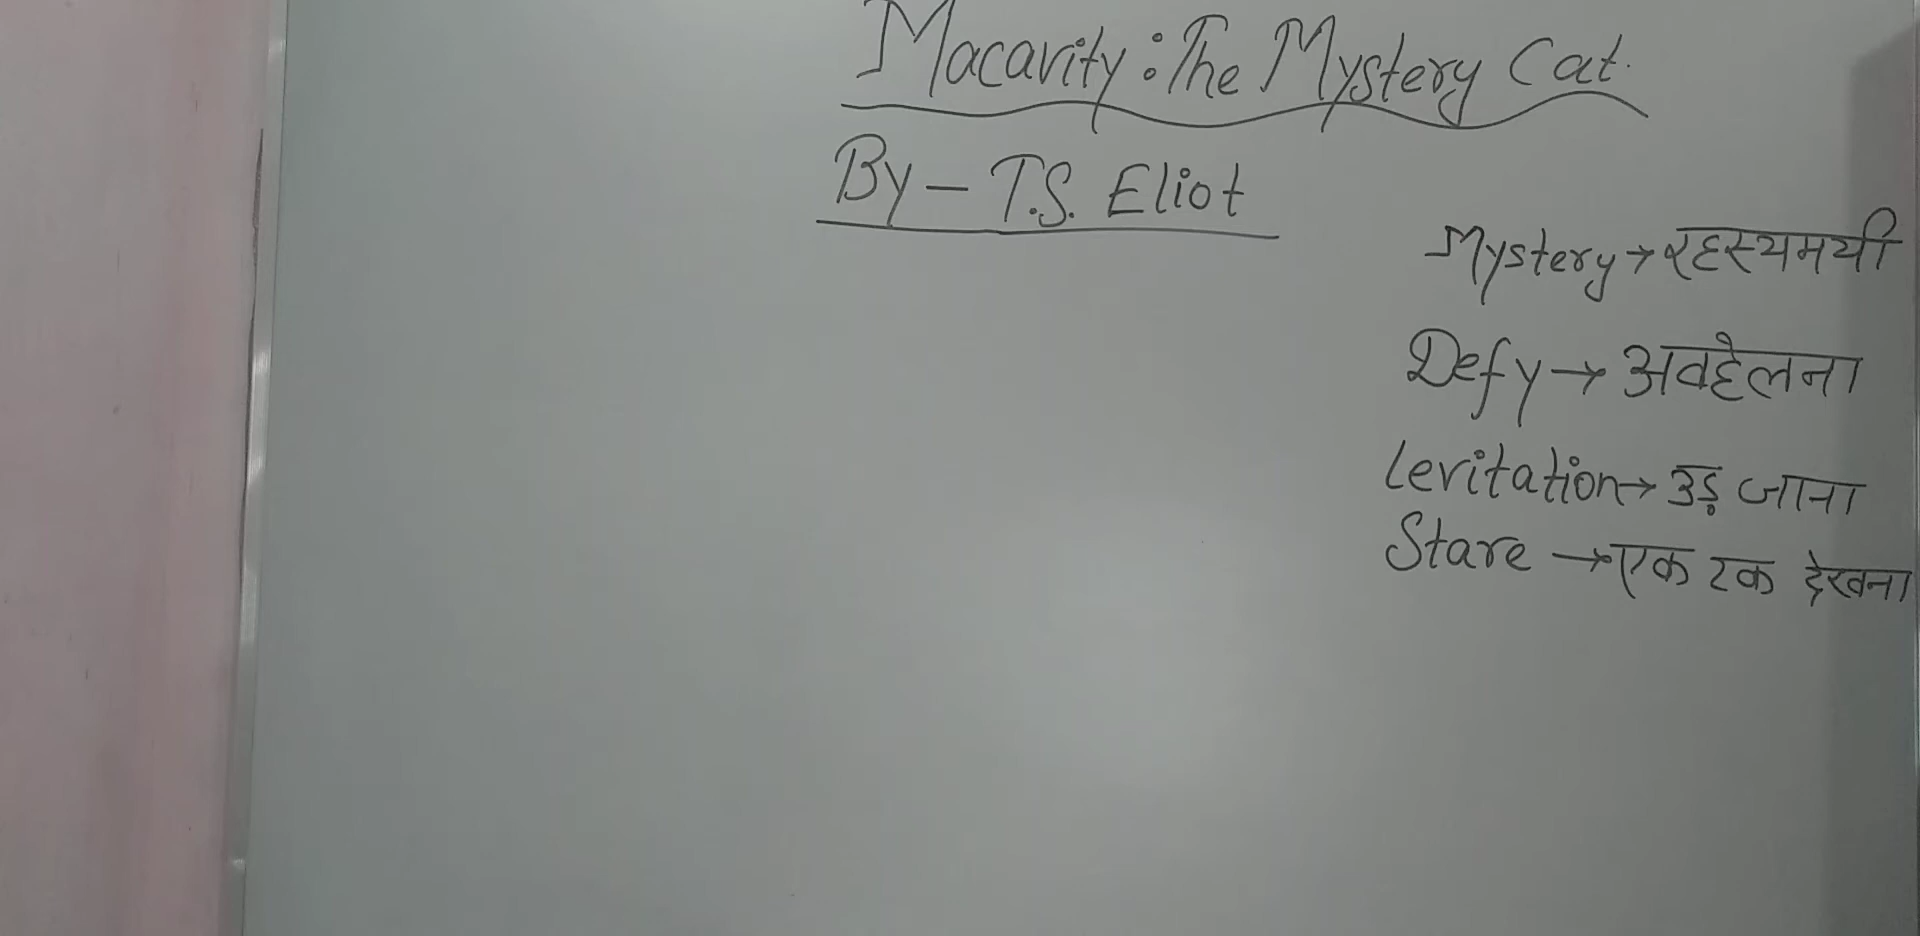 Macavity: The Mystery Cat.
By - T.S. Eliot
Mystery → रहस्यमयी
Defy → अवहेलना
Levitation → उड़ जाना
Stare → एक टक देखना